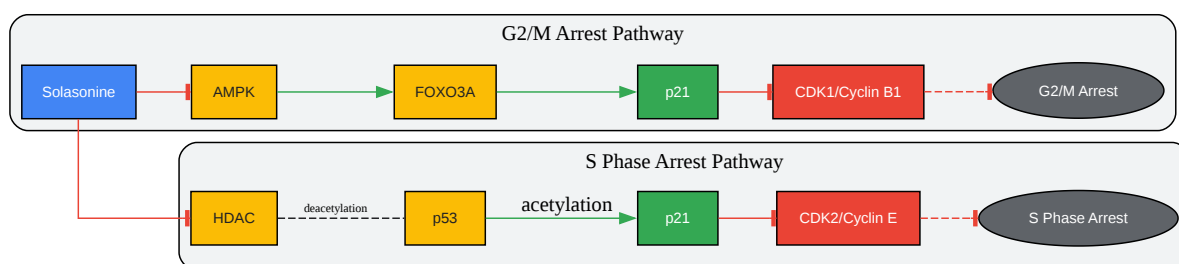 G2/M Arrest Pathway
Solasonine
AMPK
FOXO3A
p21
CDK1/Cyclin B1
G2/M Arrest
S Phase Arrest Pathway
HDAC
deacetylation
p53
acetylation
p21
CDK2/Cyclin E
S Phase Arrest